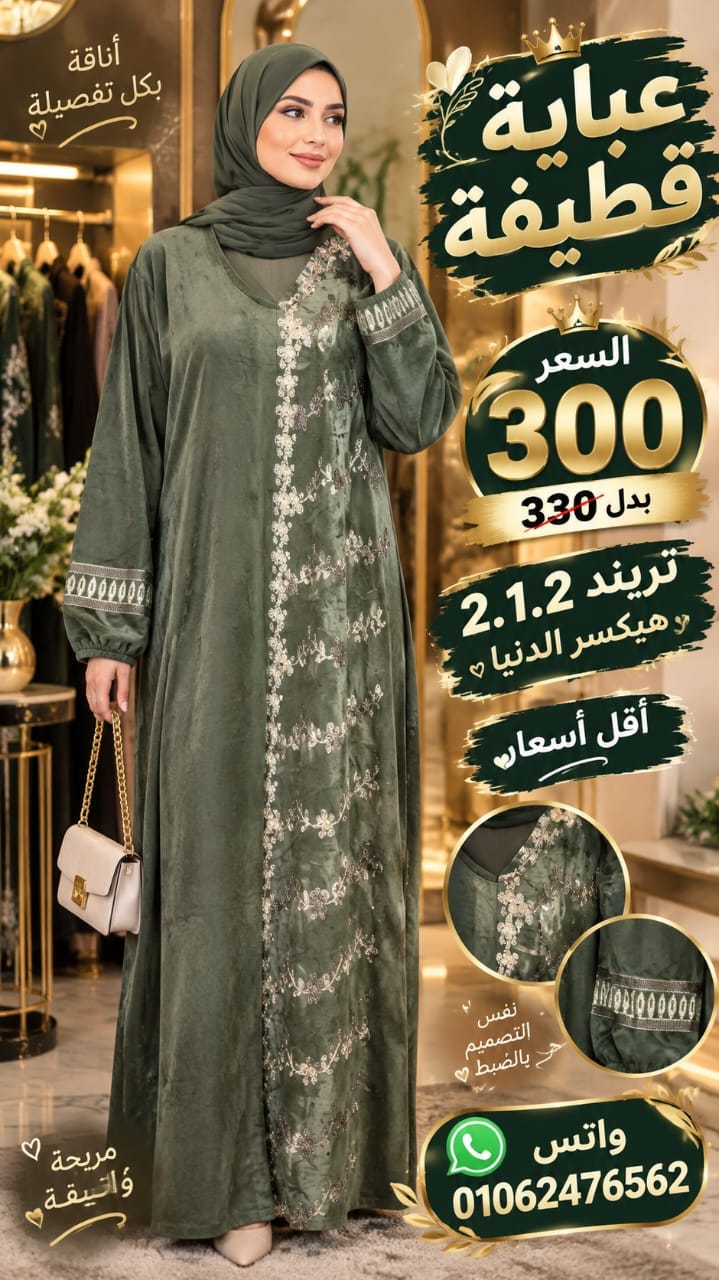 أناقة
بكل تفصيلة
عباية
قطيفة
السعر
300
بدل 330
تريند 2.1.2
هيكسر الدنيا
أقل أسعار
نفس
التصميم
بالضبط
مريحة
واتس
01062476562